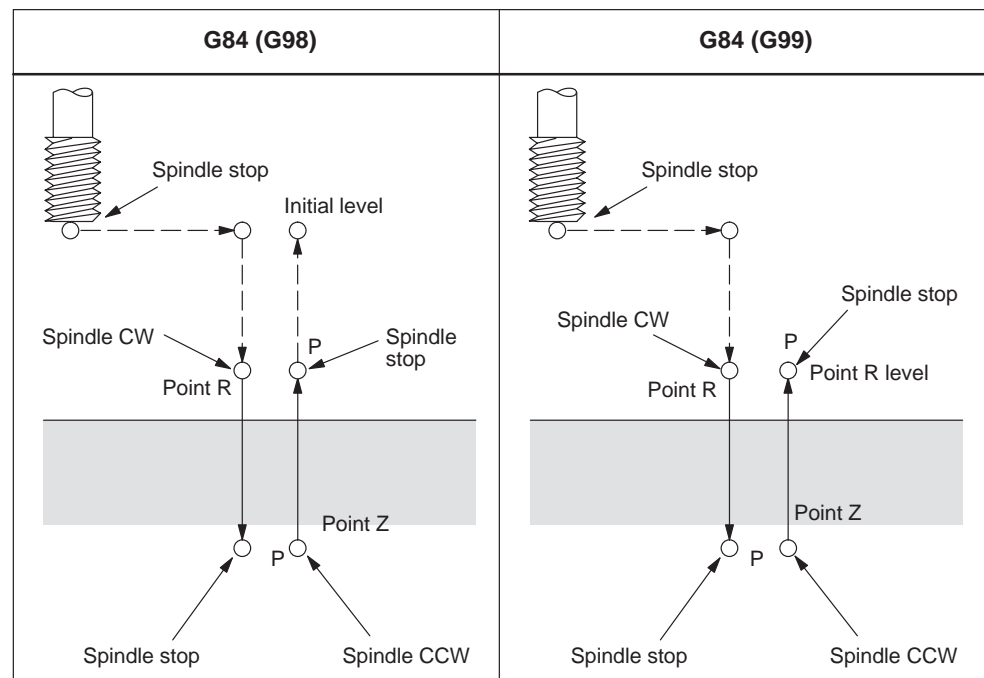 G84 (G98)
Spindle stop
Initial level
Spindle CW
P
Spindle
stop
Point R
Point Z
P
Spindle stop
Spindle CCW
G84 (G99)
Spindle stop
Spindle stop
Spindle CW
P
Point R
Point R level
Point Z
P
Spindle stop
Spindle CCW